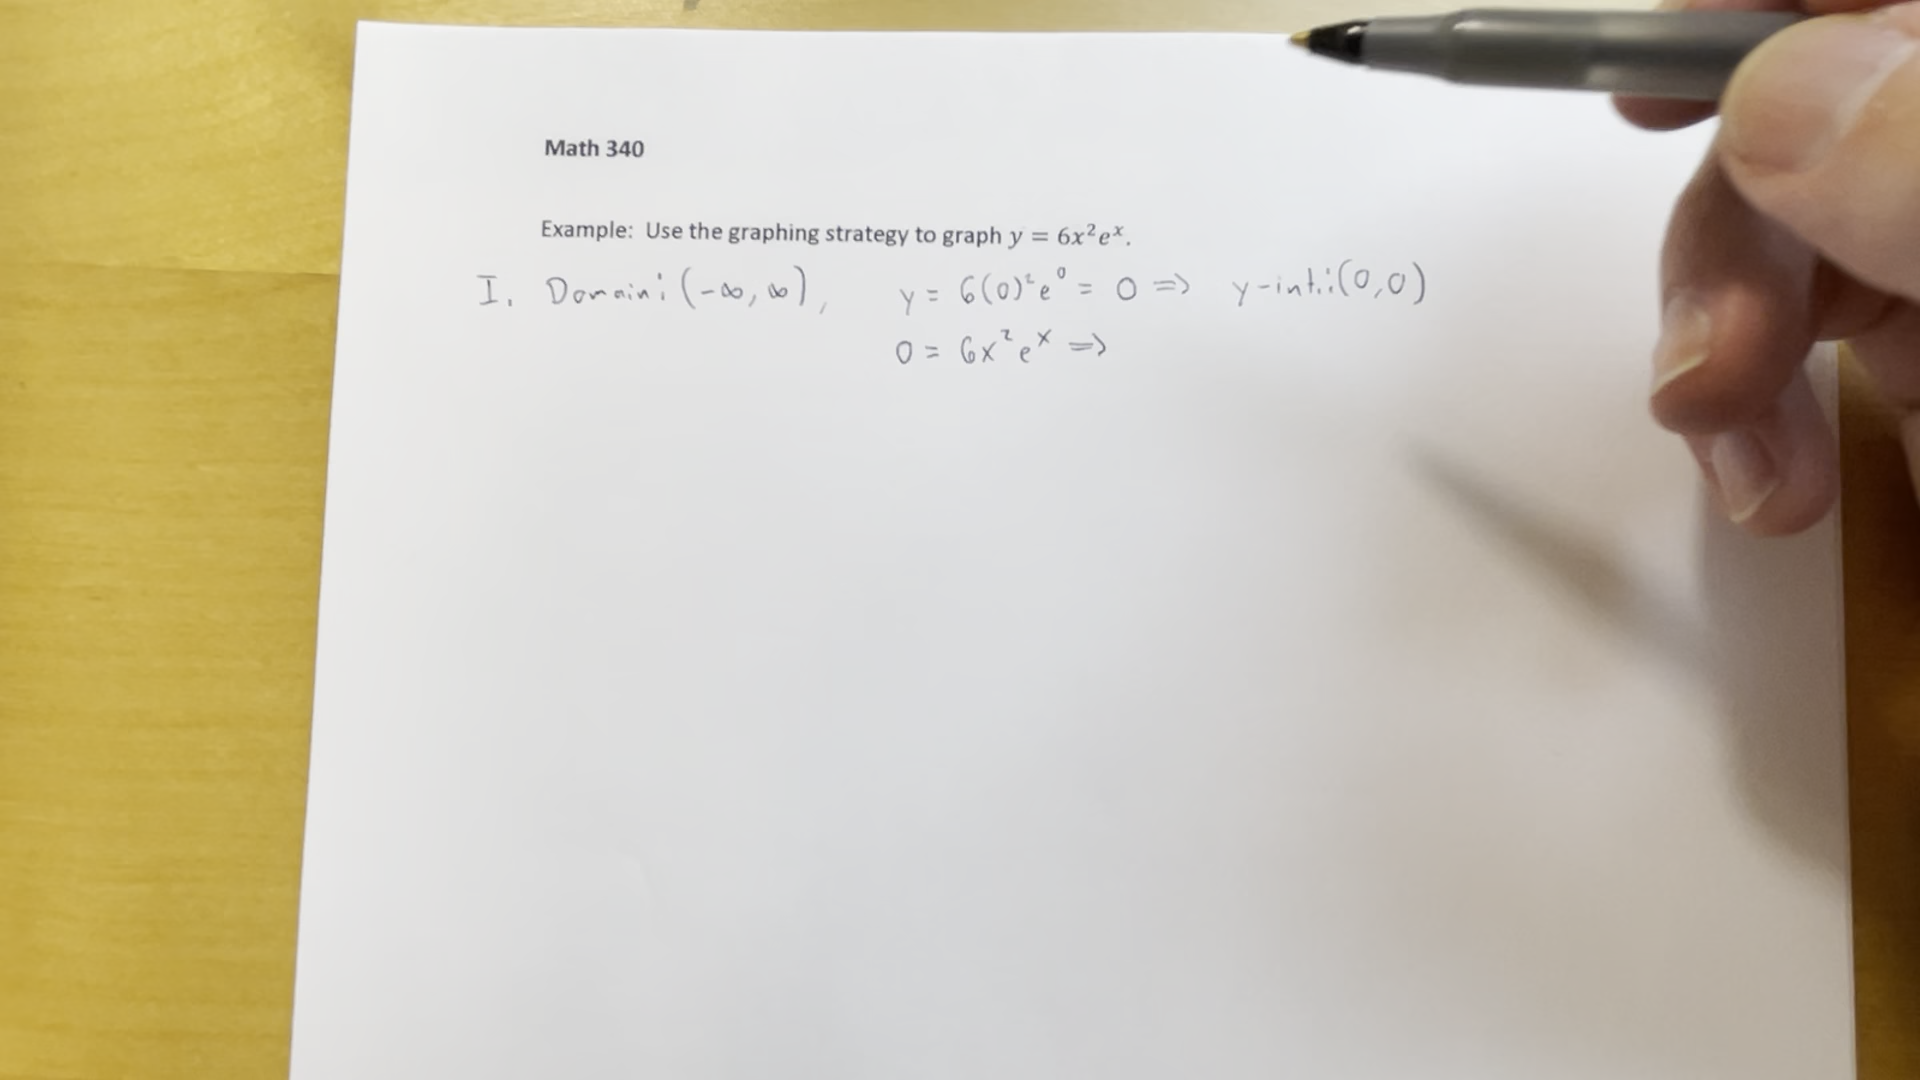 Math 340
Example: Use the graphing strategy to graph y = 6x²eˣ.
I. Domain: (-∞, ∞), y = 6(0)²e⁰ = 0 => y-int.: (0,0)
0 = 6x²eˣ =>